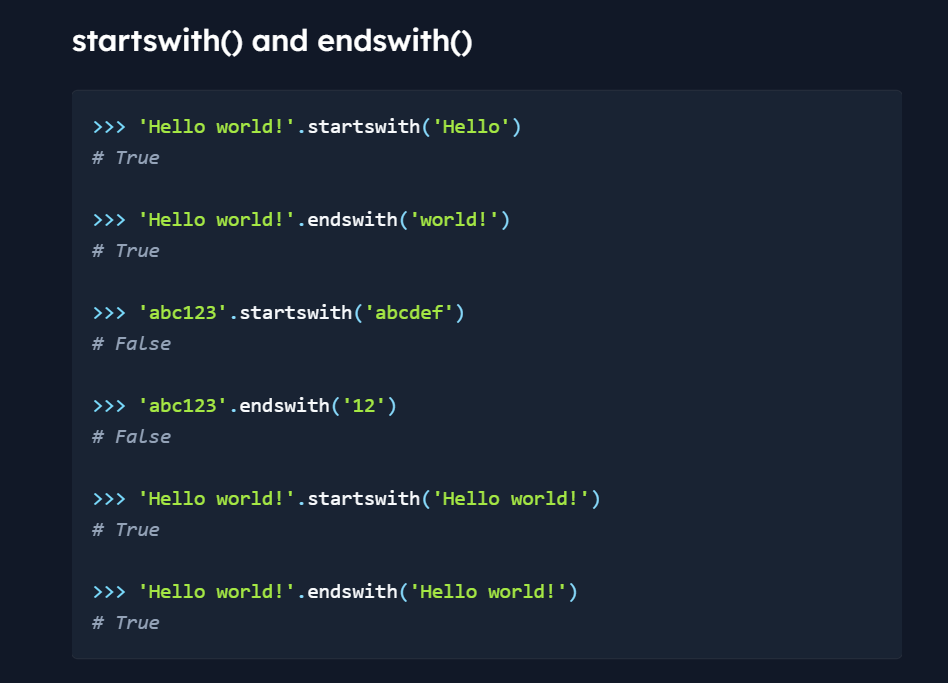 startswith() and endswith()
>>> 'Hello world!'.startswith('Hello')
# True
>>> 'Hello world!'.endswith('world!')
# True
>>> 'abc123'.startswith('abcdef')
# False
>>> 'abc123'.endswith('12')
# False
>>> 'Hello world!'.startswith('Hello world!')
# True
>>> 'Hello world!'.endswith('Hello world!')
# True